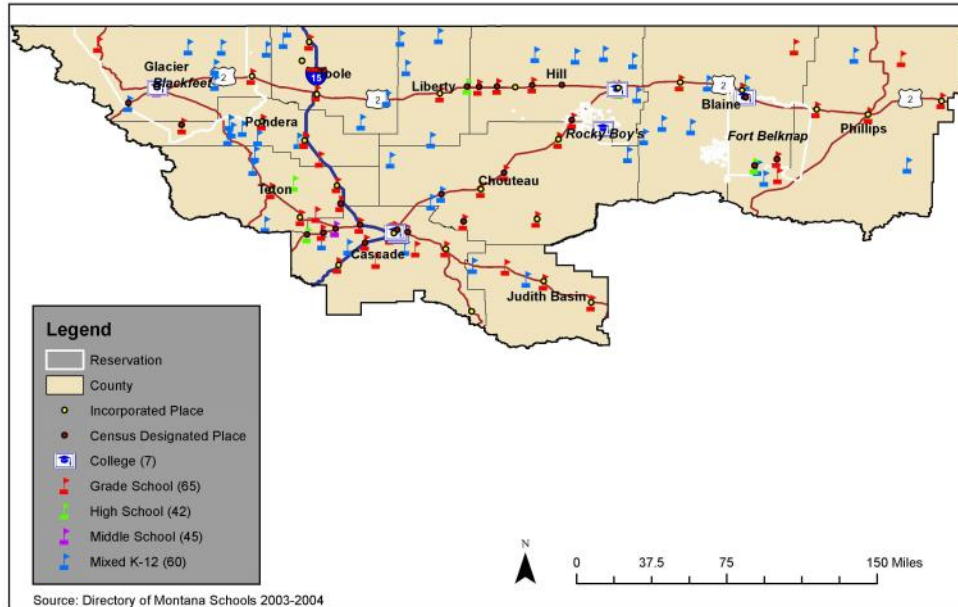 Glacier
Blackfeet
2
15
Toole
2
Liberty
Hill
2
Blaine
2
Pondera
Rocky Boy's
Fort Belknap
Phillips
Teton
Chouteau
Cascade
Judith Basin
Legend
Reservation
County
Incorporated Place
Census Designated Place
College (7)
Grade School (65)
High School (42)
Middle School (45)
Mixed K-12 (60)
N
0 37.5 75 150 Miles
Source: Directory of Montana Schools 2003-2004